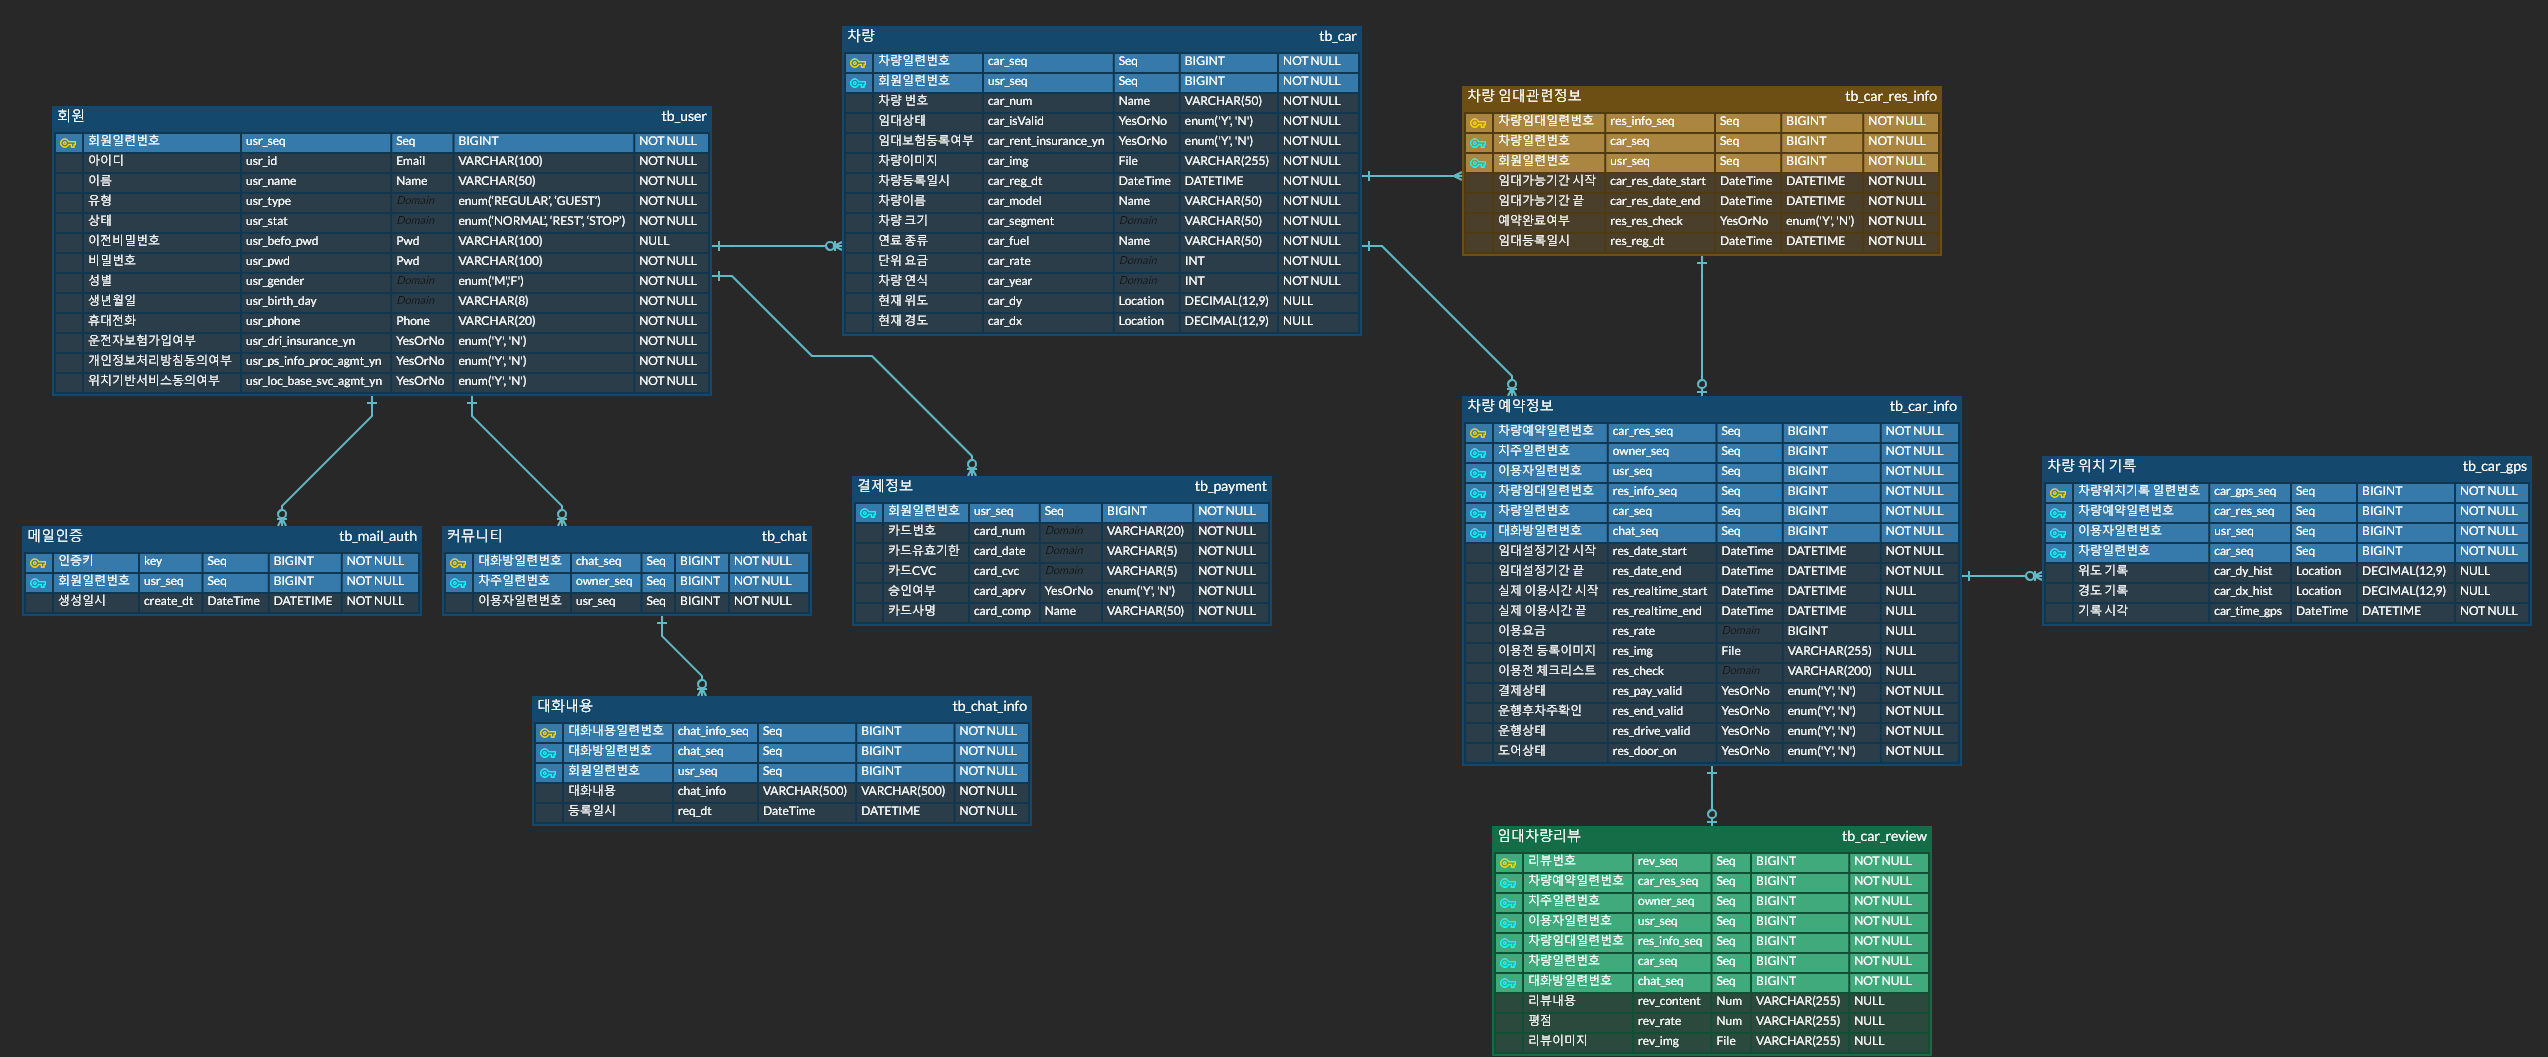 회원 tb_user
회원일련번호 usr_seq Seq BIGINT NOT NULL
아이디 usr_id Email VARCHAR(100) NOT NULL
이름 usr_name Name VARCHAR(50) NOT NULL
유형 usr_type Domain enum('REGULAR', 'GUEST') NOT NULL
상태 usr_stat Domain enum('NORMAL', 'REST', 'STOP') NOT NULL
이전비밀번호 usr_befo_pwd Pwd VARCHAR(100) NULL
비밀번호 usr_pwd Pwd VARCHAR(100) NOT NULL
성별 usr_gender Domain enum('M','F') NOT NULL
생년월일 usr_birth_day Domain VARCHAR(8) NOT NULL
휴대전화 usr_phone Phone VARCHAR(20) NOT NULL
운전자보험가입여부 usr_dri_insurance_yn YesOrNo enum('Y', 'N') NOT NULL
개인정보처리방침동의여부 usr_ps_info_proc_agmt_yn YesOrNo enum('Y', 'N') NOT NULL
위치기반서비스동의여부 usr_loc_base_svc_agmt_yn YesOrNo enum('Y', 'N') NOT NULL
차량 tb_car
차량일련번호 car_seq Seq BIGINT NOT NULL
회원일련번호 usr_seq Seq BIGINT NOT NULL
차량 번호 car_num Name VARCHAR(50) NOT NULL
임대상태 car_isValid YesOrNo enum('Y', 'N') NOT NULL
임대보험등록여부 car_rent_insurance_yn YesOrNo enum('Y', 'N') NOT NULL
차량이미지 car_img File VARCHAR(255) NOT NULL
차량등록일시 car_reg_dt DateTime DATETIME NOT NULL
차량이름 car_model Name VARCHAR(50) NOT NULL
차량 크기 car_segment Domain VARCHAR(50) NOT NULL
연료 종류 car_fuel Name VARCHAR(50) NOT NULL
단위 요금 car_rate Domain INT NOT NULL
차량 연식 car_year Domain INT NOT NULL
현재 위도 car_dy Location DECIMAL(12,9) NULL
현재 경도 car_dx Location DECIMAL(12,9) NULL
차량 임대관련정보 tb_car_res_info
차량임대일련번호 res_info_seq Seq BIGINT NOT NULL
차량일련번호 car_seq Seq BIGINT NOT NULL
회원일련번호 usr_seq Seq BIGINT NOT NULL
임대가능기간 시작 car_res_date_start DateTime DATETIME NOT NULL
임대가능기간 끝 car_res_date_end DateTime DATETIME NOT NULL
예약완료여부 res_res_check YesOrNo enum('Y', 'N') NOT NULL
임대등록일시 res_reg_dt DateTime DATETIME NOT NULL
메일인증 tb_mail_auth
인증키 key Seq BIGINT NOT NULL
회원일련번호 usr_seq Seq BIGINT NOT NULL
생성일시 create_dt DateTime DATETIME NOT NULL
커뮤니티 tb_chat
대화방일련번호 chat_seq Seq BIGINT NOT NULL
차주일련번호 owner_seq Seq BIGINT NOT NULL
이용자일련번호 usr_seq Seq BIGINT NOT NULL
결제정보 tb_payment
회원일련번호 usr_seq Seq BIGINT NOT NULL
카드번호 card_num Domain VARCHAR(20) NOT NULL
카드유효기한 card_date Domain VARCHAR(5) NOT NULL
카드CVC card_cvc Domain VARCHAR(5) NOT NULL
승인여부 card_aprv YesOrNo enum('Y', 'N') NOT NULL
카드사명 card_comp Name VARCHAR(50) NOT NULL
대화내용 tb_chat_info
대화내용일련번호 chat_info_seq Seq BIGINT NOT NULL
대화방일련번호 chat_seq Seq BIGINT NOT NULL
회원일련번호 usr_seq Seq BIGINT NOT NULL
대화내용 chat_info VARCHAR(500) VARCHAR(500) NOT NULL
등록일시 req_dt DateTime DATETIME NOT NULL
차량 예약정보 tb_car_info
차량예약일련번호 car_res_seq Seq BIGINT NOT NULL
치주일련번호 owner_seq Seq BIGINT NOT NULL
이용자일련번호 usr_seq Seq BIGINT NOT NULL
차량임대일련번호 res_info_seq Seq BIGINT NOT NULL
차량일련번호 car_seq Seq BIGINT NOT NULL
대화방일련번호 chat_seq Seq BIGINT NOT NULL
임대설정기간 시작 res_date_start DateTime DATETIME NOT NULL
임대설정기간 끝 res_date_end DateTime DATETIME NOT NULL
실제 이용시간 시작 res_realtime_start DateTime DATETIME NULL
실제 이용시간 끝 res_realtime_end DateTime DATETIME NULL
이용요금 res_rate Domain BIGINT NULL
이용전 등록이미지 res_img File VARCHAR(255) NULL
이용전 체크리스트 res_check Domain VARCHAR(200) NULL
결제상태 res_pay_valid YesOrNo enum('Y', 'N') NOT NULL
운행후차주확인 res_end_valid YesOrNo enum('Y', 'N') NOT NULL
운행상태 res_drive_valid YesOrNo enum('Y', 'N') NOT NULL
도어상태 res_door_on YesOrNo enum('Y', 'N') NOT NULL
차량 위치 기록 tb_car_gps
차량위치기록 일련번호 car_gps_seq Seq BIGINT NOT NULL
차량예약일련번호 car_res_seq Seq BIGINT NOT NULL
이용자일련번호 usr_seq Seq BIGINT NOT NULL
차량일련번호 car_seq Seq BIGINT NOT NULL
위도 기록 car_dy_hist Location DECIMAL(12,9) NULL
경도 기록 car_dx_hist Location DECIMAL(12,9) NULL
기록 시각 car_time_gps DateTime DATETIME NOT NULL
임대차량리뷰 tb_car_review
리뷰번호 rev_seq Seq BIGINT NOT NULL
차량예약일련번호 car_res_seq Seq BIGINT NOT NULL
치주일련번호 owner_seq Seq BIGINT NOT NULL
이용자일련번호 usr_seq Seq BIGINT NOT NULL
차량임대일련번호 res_info_seq Seq BIGINT NOT NULL
차량일련번호 car_seq Seq BIGINT NOT NULL
대화방일련번호 chat_seq Seq BIGINT NOT NULL
리뷰내용 rev_content Num VARCHAR(255) NULL
평점 rev_rate Num VARCHAR(255) NULL
리뷰이미지 rev_img File VARCHAR(255) NULL